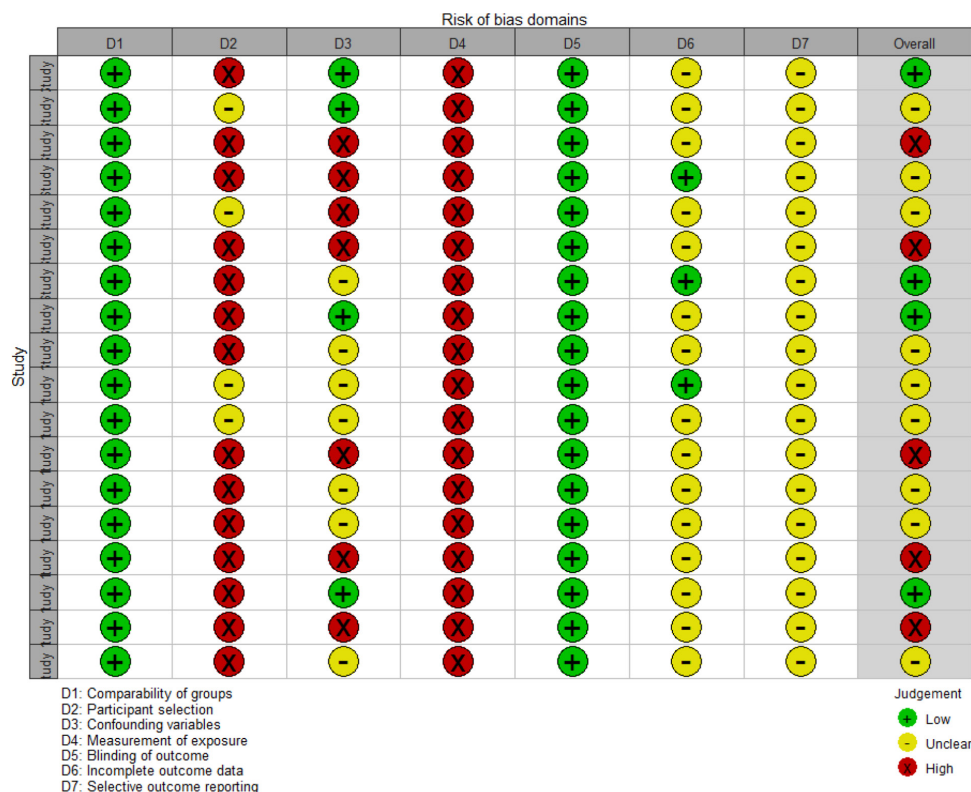 Risk of bias domains
D1 D2 D3 D4 D5 D6 D7 Overall
Study
+ X + X + - - +
+ - + X + - - -
+ X X X + - - X
+ X X X + + - -
+ - X X + - - -
+ X X X + - - X
+ X - X + + - +
+ X + X + - - +
+ X - X + - - -
+ - - X + + - -
+ - - X + - - -
+ X X X + - - X
+ X - X + - - -
+ X - X + - - -
+ X X X + - - X
+ X + X + - - +
+ X X X + - - X
+ X - X + - - -
D1: Comparability of groups
D2: Participant selection
D3: Confounding variables
D4: Measurement of exposure
D5: Blinding of outcome
D6: Incomplete outcome data
D7: Selective outcome reporting
Judgement
+ Low
- Unclear
X High